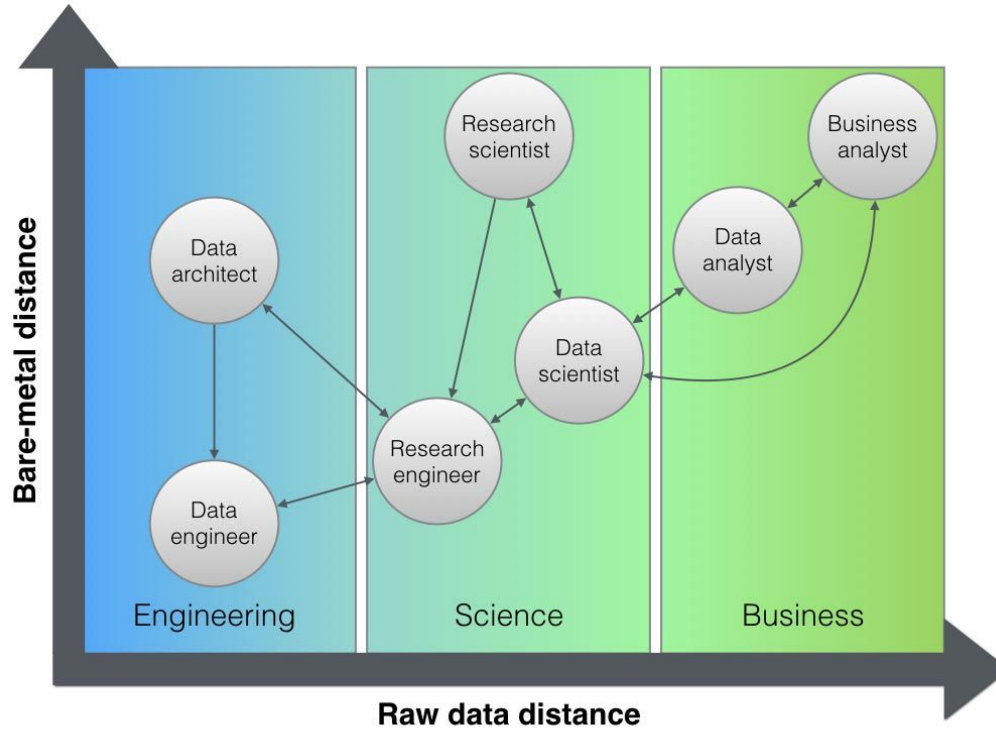 Research
scientist
Business
analyst
Data
architect
Data
analyst
Data
scientist
Research
engineer
Data
engineer
Engineering
Science
Business
Bare-metal distance
Raw data distance